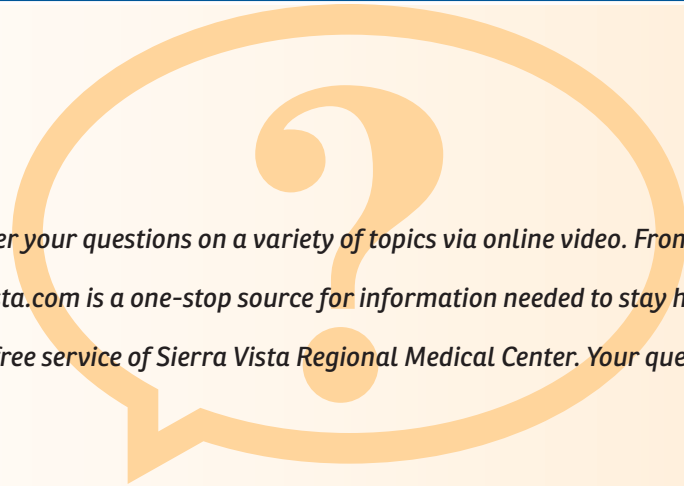 er your questions on a variety of topics via online video. From
sta.com is a one-stop source for information needed to stay h
free service of Sierra Vista Regional Medical Center. Your que
?